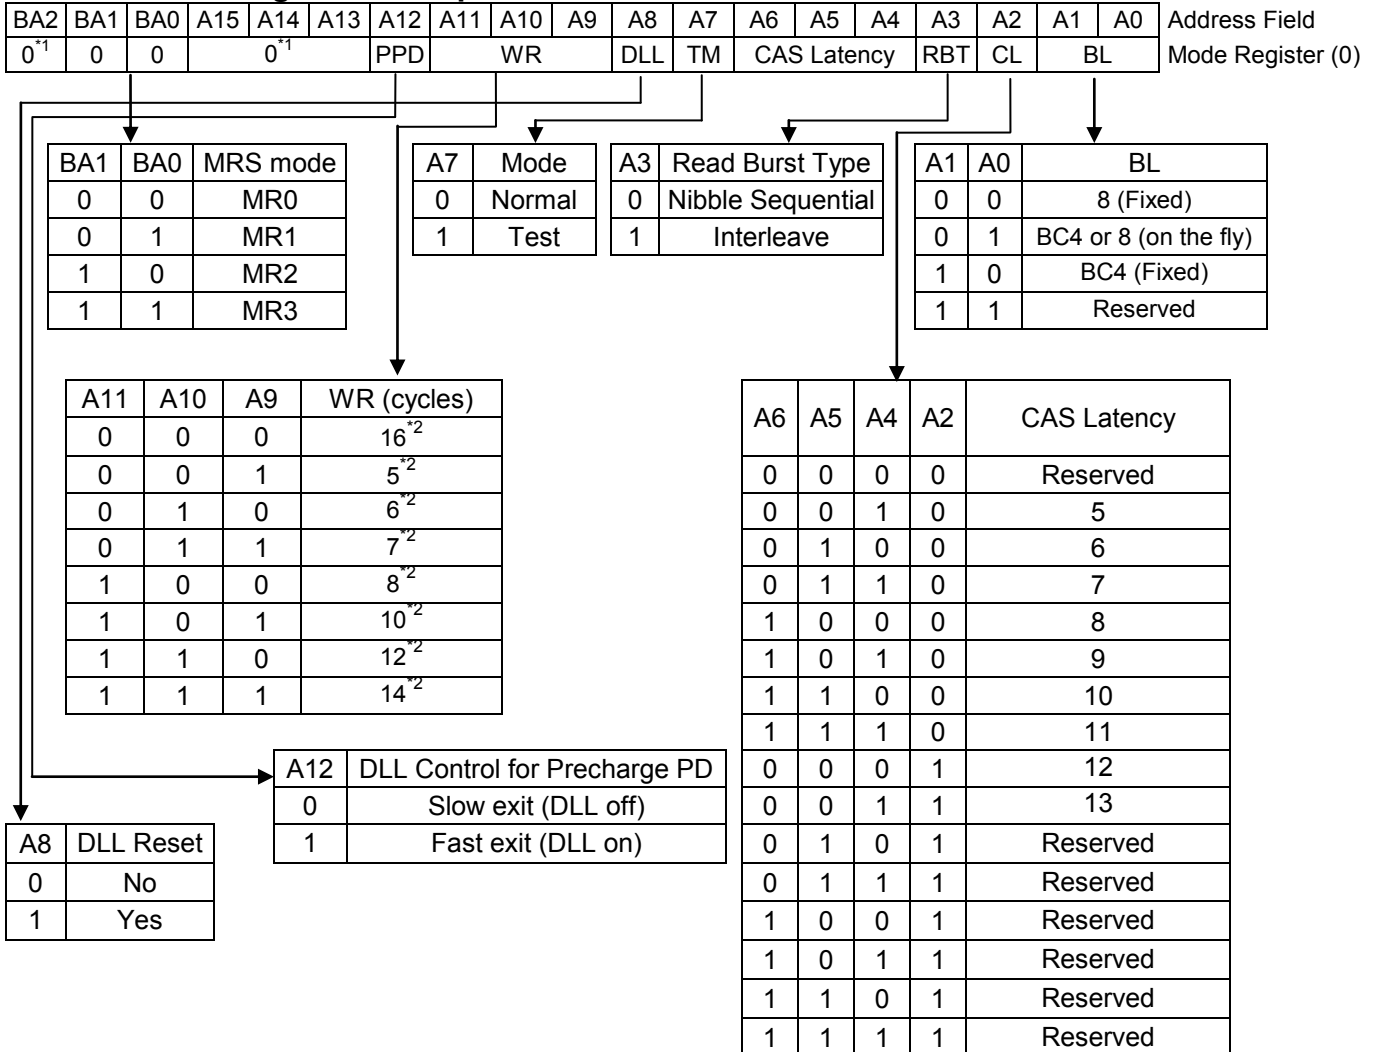 BA2 BA1 BA0 A15 A14 A13 A12 A11 A10 A9 A8 A7 A6 A5 A4 A3 A2 A1 A0 Address Field
0*1 0 0 0*1 PPD WR DLL TM CAS Latency RBT CL BL Mode Register (0)
BA1 BA0 MRS mode
0 0 MR0
0 1 MR1
1 0 MR2
1 1 MR3
A7 Mode
0 Normal
1 Test
A3 Read Burst Type
0 Nibble Sequential
1 Interleave
A1 A0 BL
0 0 8 (Fixed)
0 1 BC4 or 8 (on the fly)
1 0 BC4 (Fixed)
1 1 Reserved
A11 A10 A9 WR (cycles)
0 0 0 16*2
0 0 1 5*2
0 1 0 6*2
0 1 1 7*2
1 0 0 8*2
1 0 1 10*2
1 1 0 12*2
1 1 1 14*2
A6 A5 A4 A2 CAS Latency
0 0 0 0 Reserved
0 0 1 0 5
0 1 0 0 6
0 1 1 0 7
1 0 0 0 8
1 0 1 0 9
1 1 0 0 10
1 1 1 0 11
0 0 0 1 12
0 0 1 1 13
0 1 0 1 Reserved
0 1 1 1 Reserved
1 0 0 1 Reserved
1 0 1 1 Reserved
1 1 0 1 Reserved
1 1 1 1 Reserved
A12 DLL Control for Precharge PD
0 Slow exit (DLL off)
1 Fast exit (DLL on)
A8 DLL Reset
0 No
1 Yes